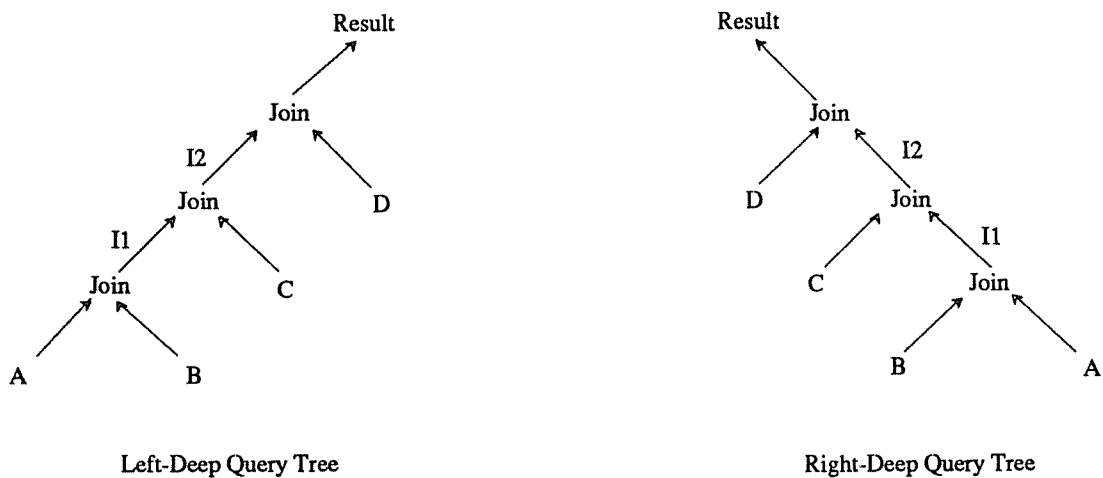 Result
Join
I2
Join
D
I1
Join
C
A
B
Left-Deep Query Tree
Result
Join
I2
D
Join
I1
C
Join
B
A
Right-Deep Query Tree